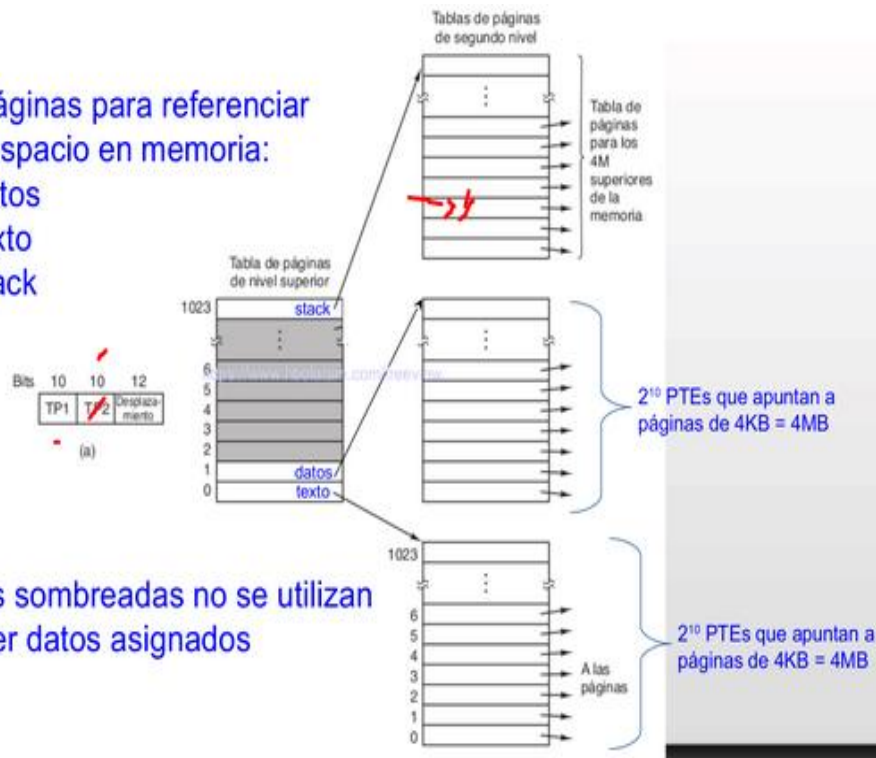 áginas para referenciar
spacio en memoria:
tos
xto
ack
Bits 10 10 12
TP1 TP2 Desplaza-
miento
(a)
s sombreadas no se utilizan
er datos asignados
Tabla de páginas
de nivel superior
1023
stack
6
5
4
3
2
1
datos
0
texto
Tablas de páginas
de segundo nivel
Tabla de
páginas
para los
4M
superiores
de la
memoria
2¹⁰ PTEs que apuntan a
páginas de 4KB = 4MB
1023
6
5
4
3
2
1
0
A las
páginas
2¹⁰ PTEs que apuntan a
páginas de 4KB = 4MB